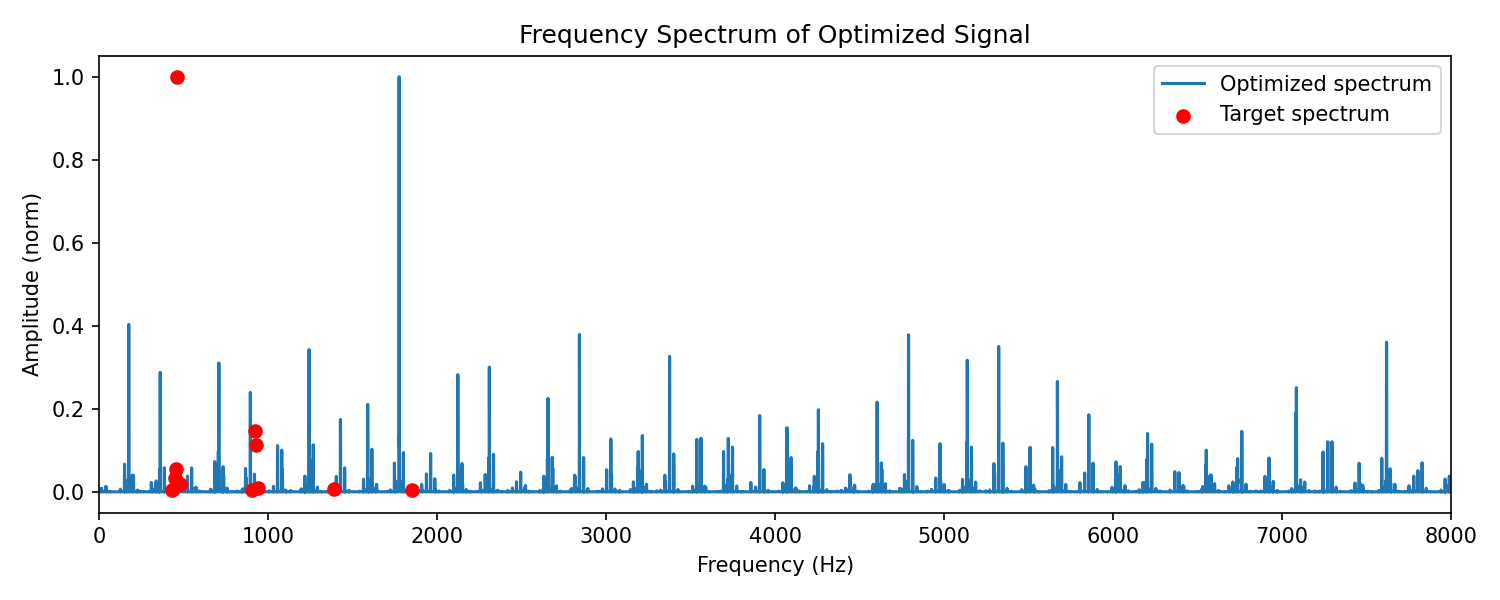 Frequency Spectrum of Optimized Signal
Optimized spectrum
Target spectrum
Amplitude (norm)
1.0
0.8
0.6
0.4
0.2
0.0
0 1000 2000 3000 4000 5000 6000 7000 8000
Frequency (Hz)